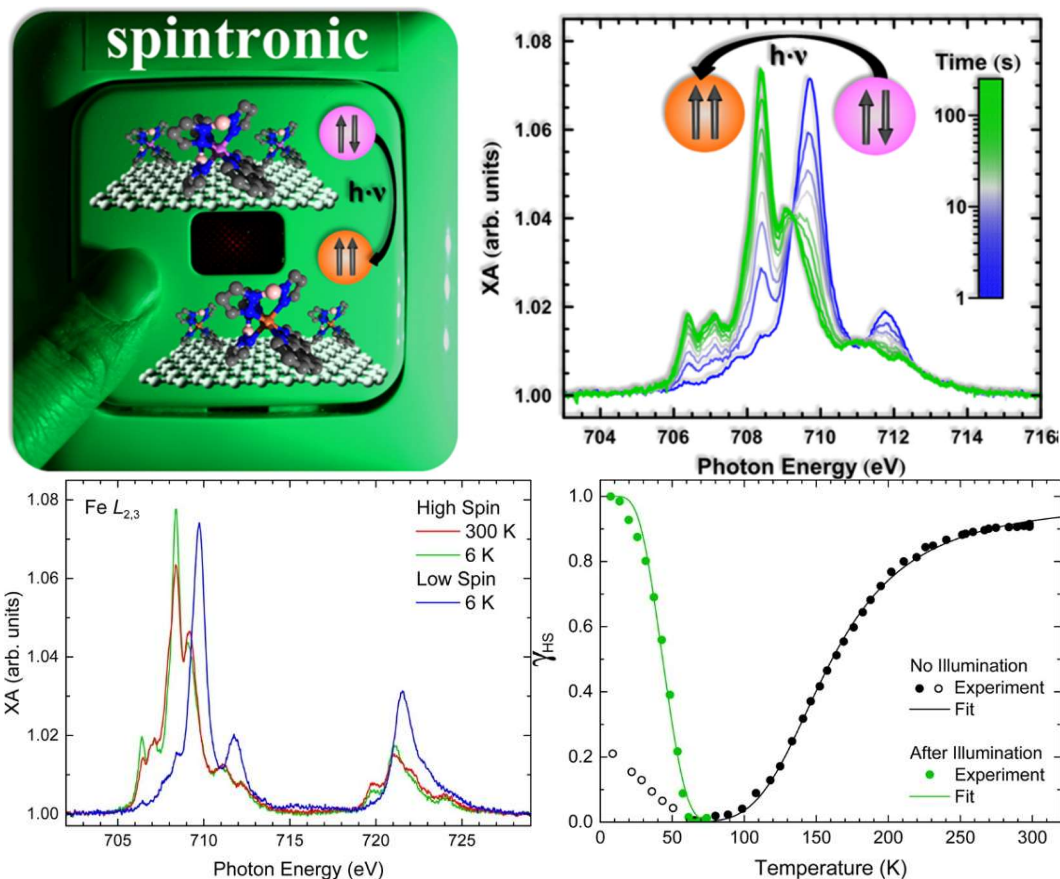 spintronic
h·ν
1.08
1.06
1.04
1.02
1.00
XA (arb. units)
h·ν
Time (s)
100
10
1
704
706
708
710
712
714
716
Photon Energy (eV)
1.08
1.06
1.04
1.02
1.00
XA (arb. units)
Fe L2,3
High Spin
300 K
6 K
Low Spin
6 K
705
710
715
720
725
Photon Energy (eV)
1.0
0.8
0.6
0.4
0.2
0.0
γHS
No Illumination
Experiment
Fit
After Illumination
Experiment
Fit
0
50
100
150
200
250
300
Temperature (K)